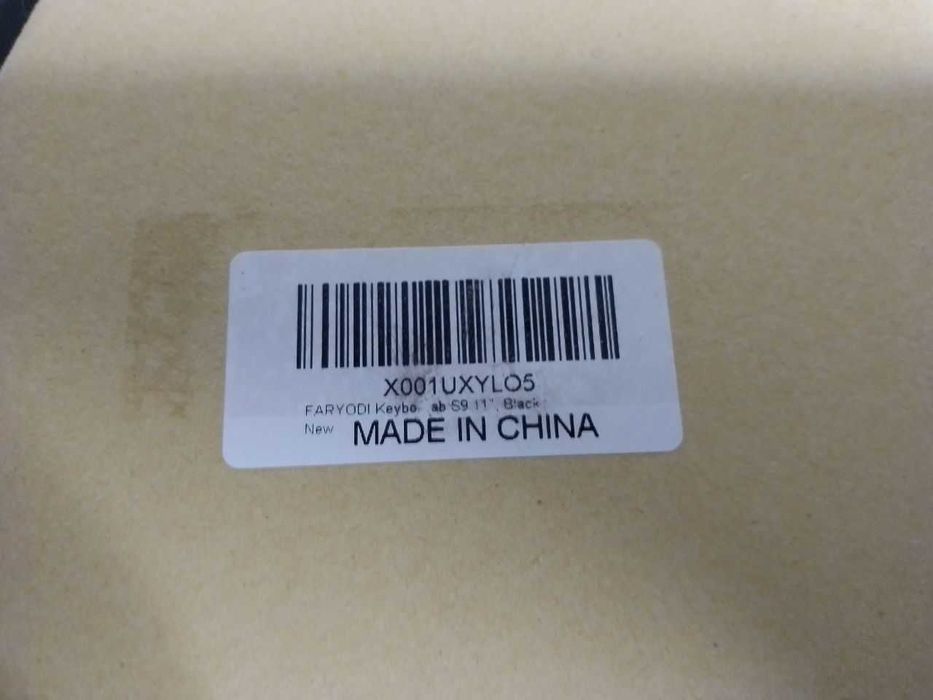 X001UXYLO5
FARYODI Keybo ab S9 11", Black
New MADE IN CHINA